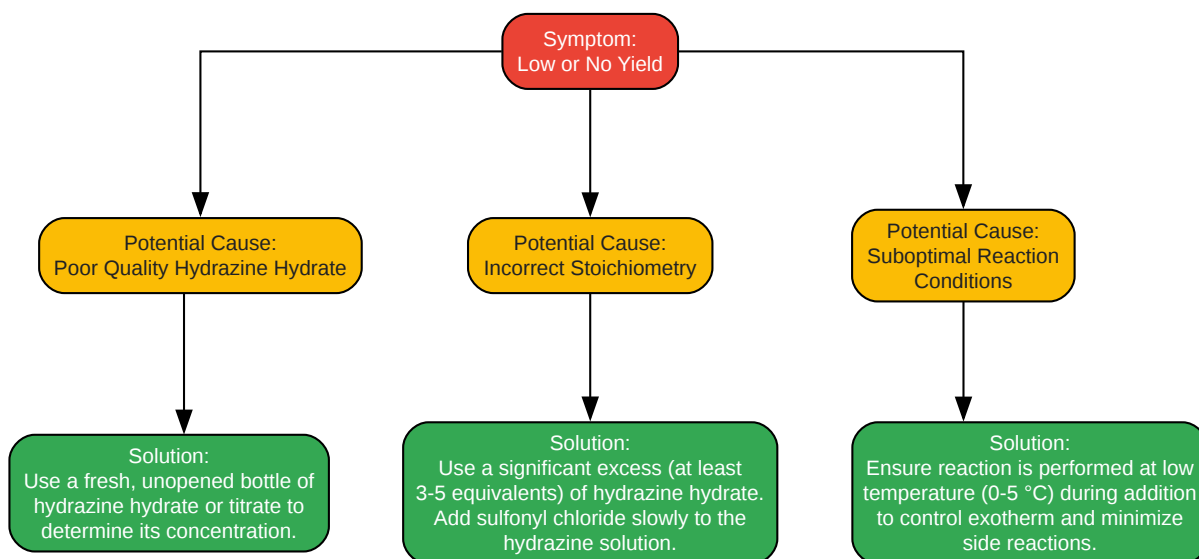 Symptom:
Low or No Yield
Potential Cause:
Poor Quality Hydrazine Hydrate
Potential Cause:
Incorrect Stoichiometry
Potential Cause:
Suboptimal Reaction
Conditions
Solution:
Use a fresh, unopened bottle of
hydrazine hydrate or titrate to
determine its concentration.
Solution:
Use a significant excess (at least
3-5 equivalents) of hydrazine hydrate.
Add sulfonyl chloride slowly to the
hydrazine solution.
Solution:
Ensure reaction is performed at low
temperature (0-5 °C) during addition
to control exotherm and minimize
side reactions.